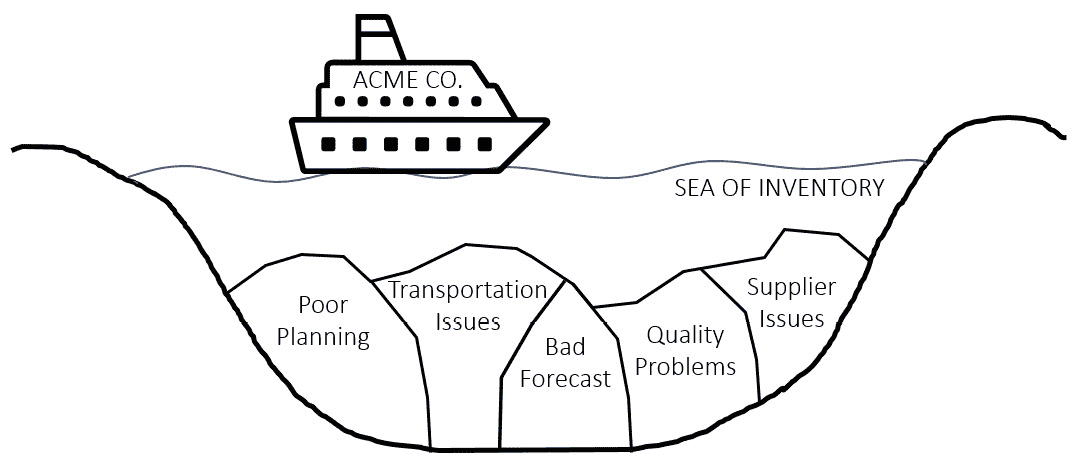 ACME CO.
SEA OF INVENTORY
Poor
Planning
Transportation
Issues
Bad
Forecast
Quality
Problems
Supplier
Issues